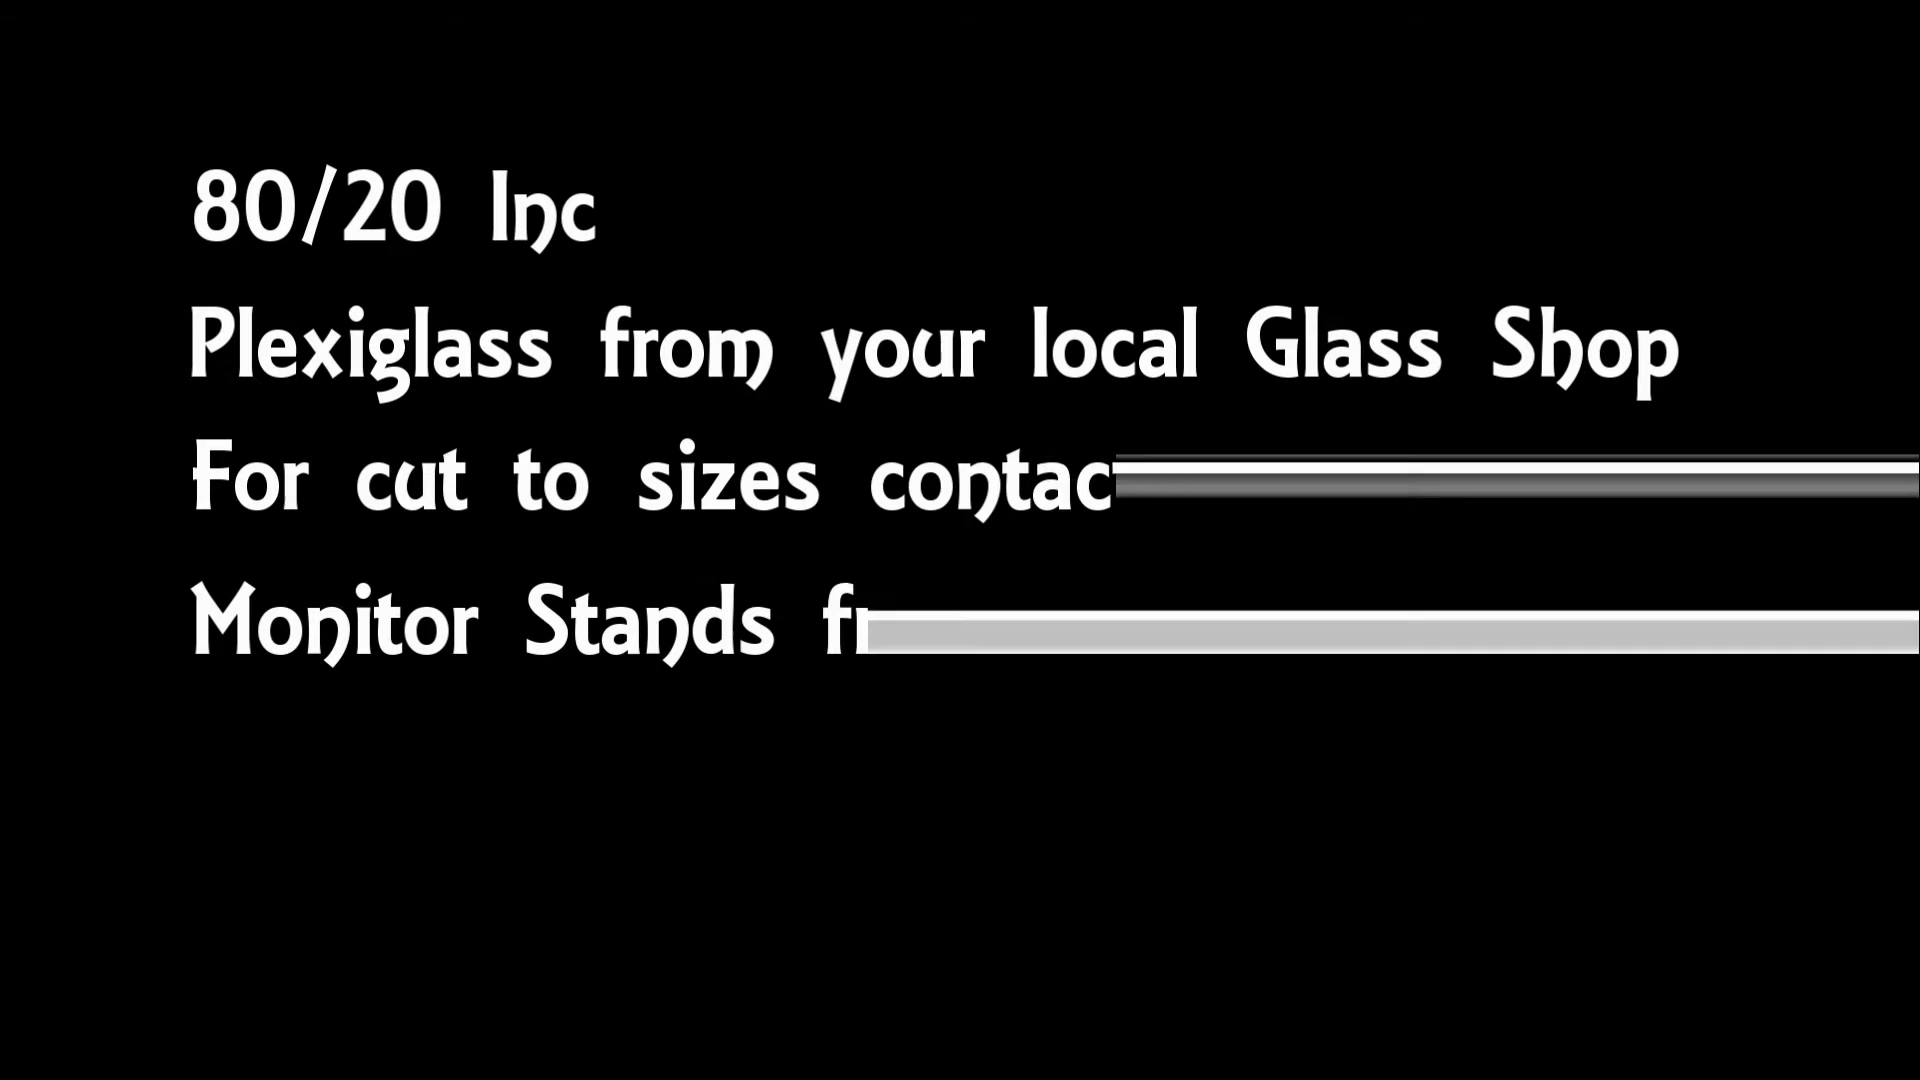 80/20 Inc
Plexiglass from your local Glass Shop
For cut to sizes contac
Monitor Stands